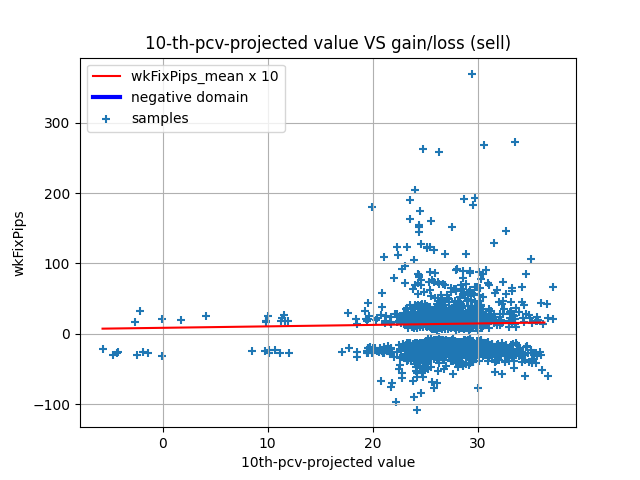 10-th-pcv-projected value VS gain/loss (sell)
wkFixPips_mean x 10
negative domain
samples
wkFixPips
300
200
100
0
−100
0 10 20 30
10th-pcv-projected value